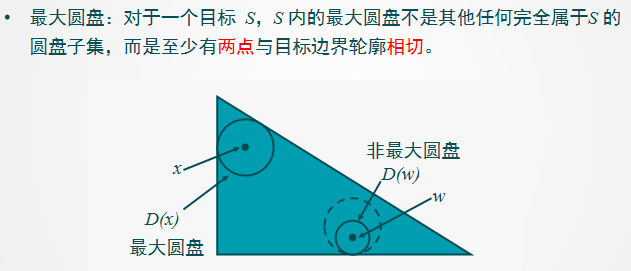 • 最大圆盘：对于一个目标 S，S 内的最大圆盘不是其他任何完全属于S 的
圆盘子集，而是至少有两点与目标边界轮廓相切。
非最大圆盘
x
D(w)
w
D(x)
最大圆盘